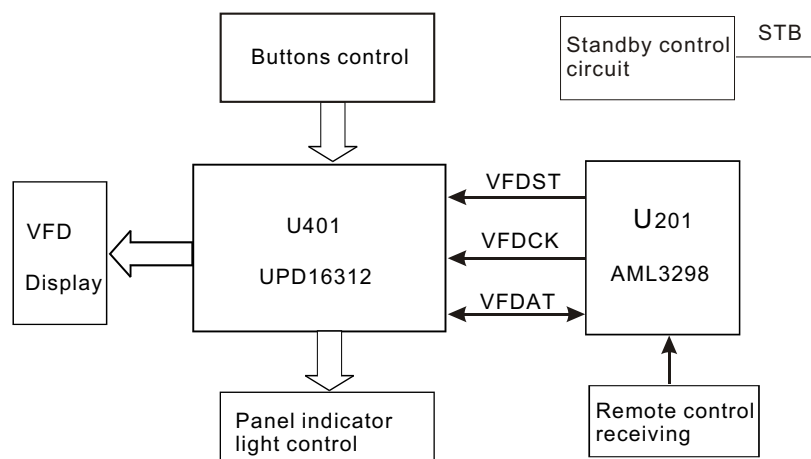 Buttons control
Standby control
circuit
STB
VFD
Display
U401
UPD16312
VFDST
VFDCK
VFDAT
U201
AML3298
Panel indicator
light control
Remote control
receiving